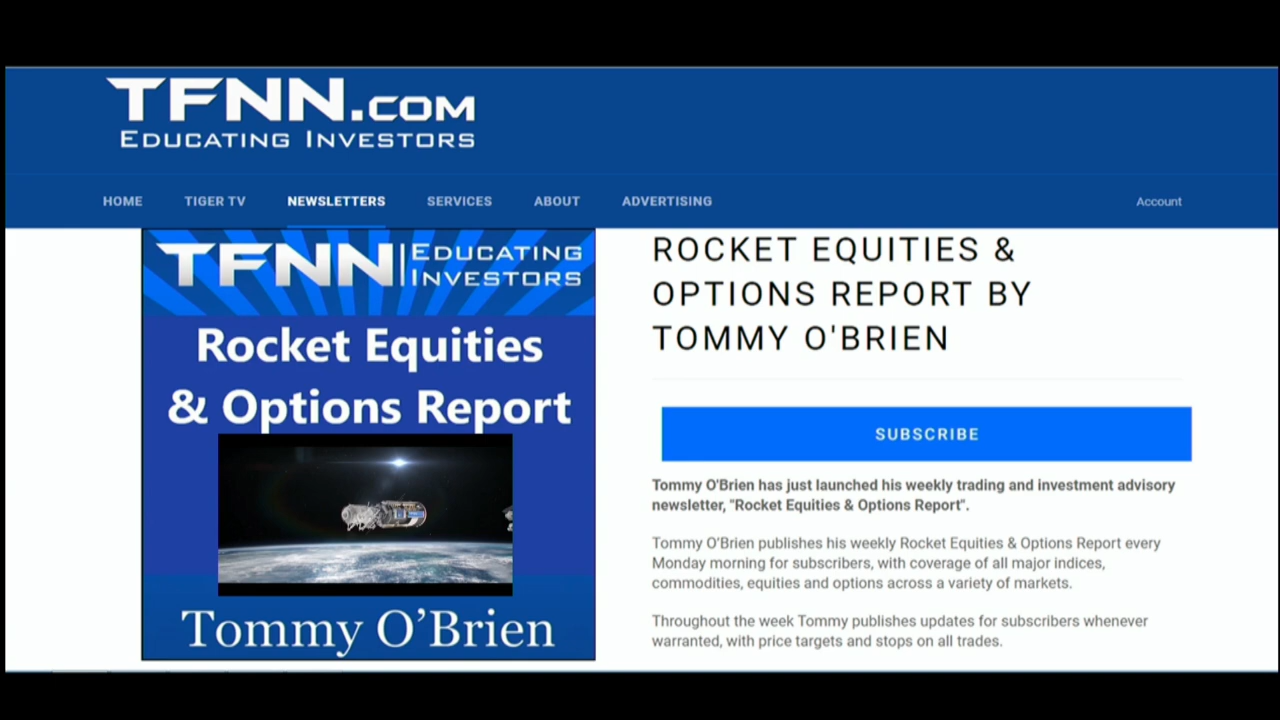 TFNN.COM
EDUCATING INVESTORS
HOME TIGER TV NEWSLETTERS SERVICES ABOUT ADVERTISING Account
TFNN EDUCATING
INVESTORS
Rocket Equities
& Options Report
Tommy O’Brien
ROCKET EQUITIES &
OPTIONS REPORT BY
TOMMY O'BRIEN
SUBSCRIBE
Tommy O'Brien has just launched his weekly trading and investment advisory
newsletter, "Rocket Equities & Options Report".
Tommy O’Brien publishes his weekly Rocket Equities & Options Report every
Monday morning for subscribers, with coverage of all major indices,
commodities, equities and options across a variety of markets.
Throughout the week Tommy publishes updates for subscribers whenever
warranted, with price targets and stops on all trades.